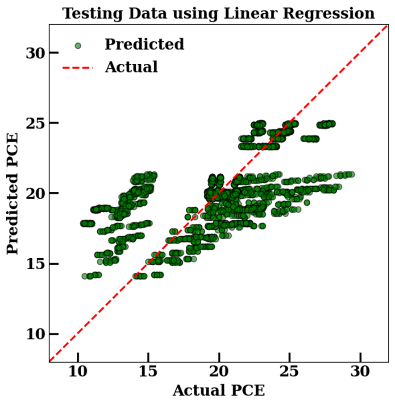 Testing Data using Linear Regression
Predicted
Actual
Predicted PCE
30
25
20
15
10
10 15 20 25 30
Actual PCE